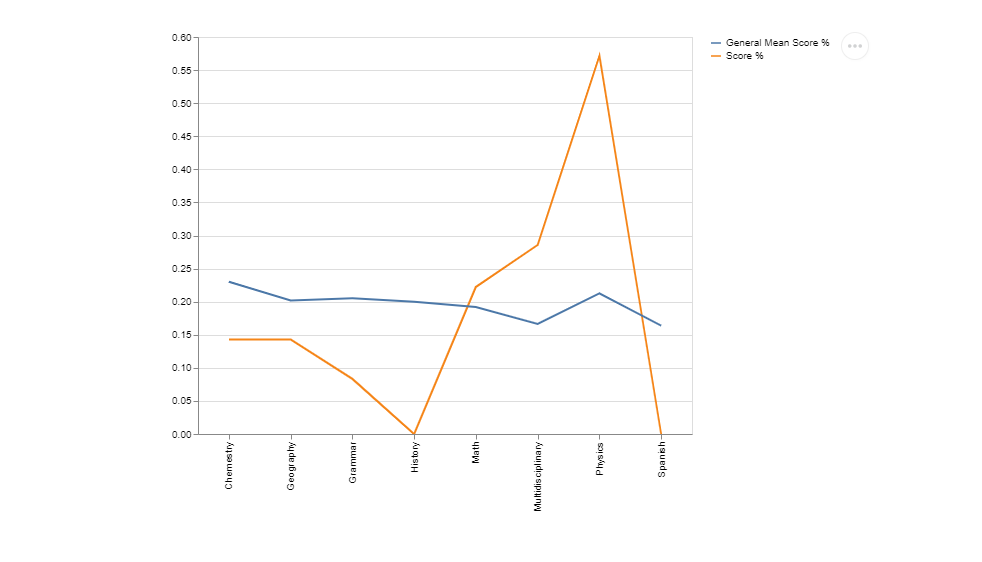 0.60
0.55
0.50
0.45
0.40
0.35
0.30
0.25
0.20
0.15
0.10
0.05
0.00
Chemestry
Geography
Grammar
History
Math
Multidisciplinary
Physics
Spanish
General Mean Score %
Score %